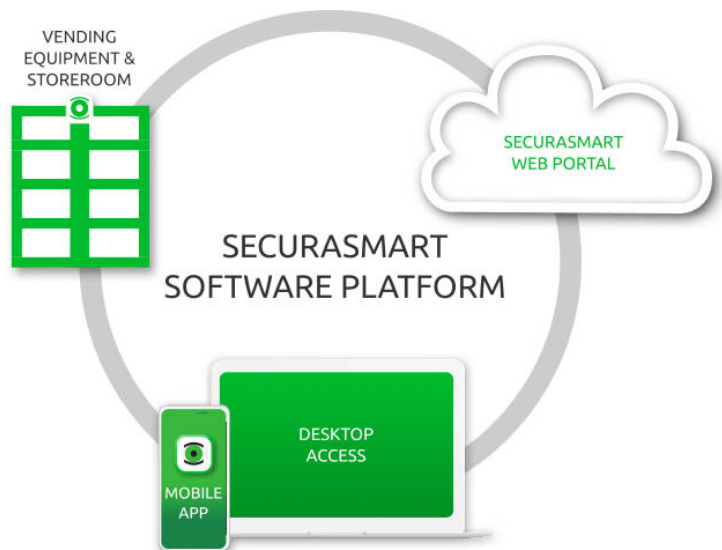 VENDING
EQUIPMENT &
STOREROOM
SECURASMART
WEB PORTAL
SECURASMART
SOFTWARE PLATFORM
DESKTOP
ACCESS
MOBILE
APP